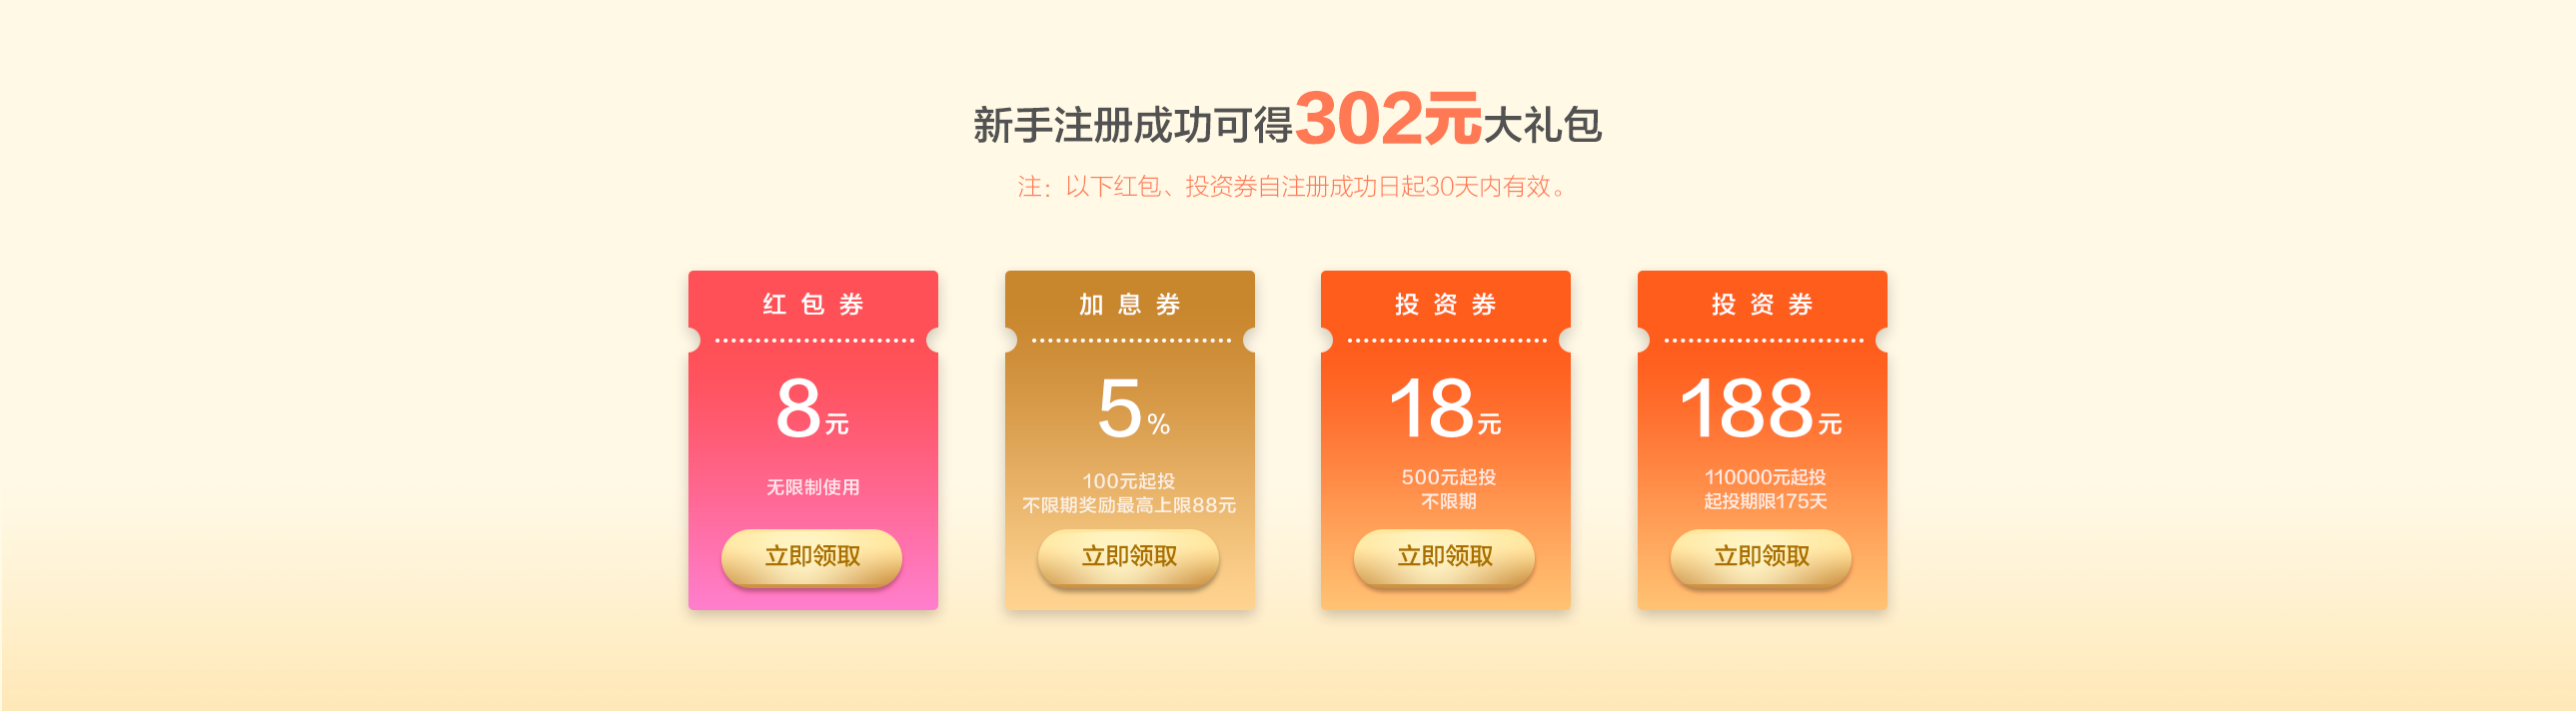 新手注册成功可得302元大礼包
注：以下红包、投资券自注册成功日起30天内有效。
红包券
8元
无限制使用
立即领取
加息券
5%
100元起投
不限期奖励最高上限88元
立即领取
投资券
18元
500元起投
不限期
立即领取
投资券
188元
110000元起投
起投期限175天
立即领取